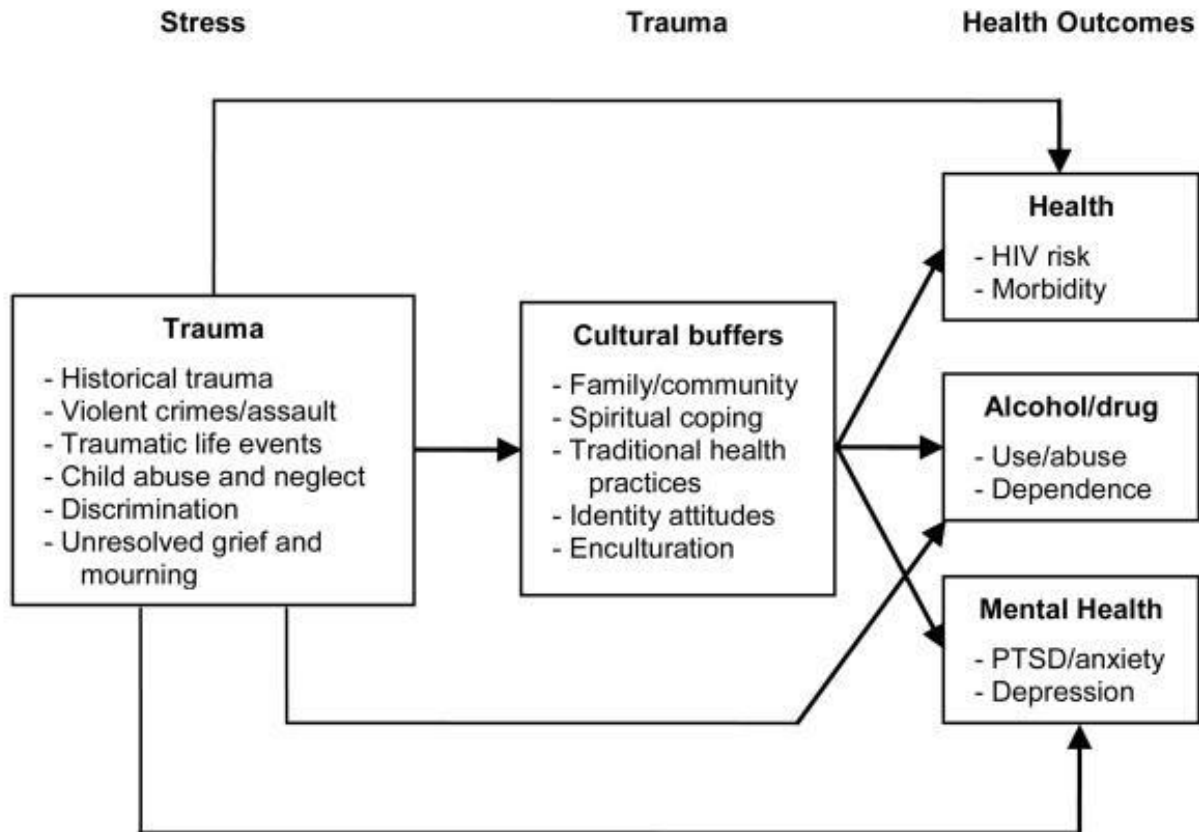 Stress
Trauma
Health Outcomes
Trauma
- Historical trauma
- Violent crimes/assault
- Traumatic life events
- Child abuse and neglect
- Discrimination
- Unresolved grief and
mourning
Cultural buffers
- Family/community
- Spiritual coping
- Traditional health
practices
- Identity attitudes
- Enculturation
Health
- HIV risk
- Morbidity
Alcohol/drug
- Use/abuse
- Dependence
Mental Health
- PTSD/anxiety
- Depression